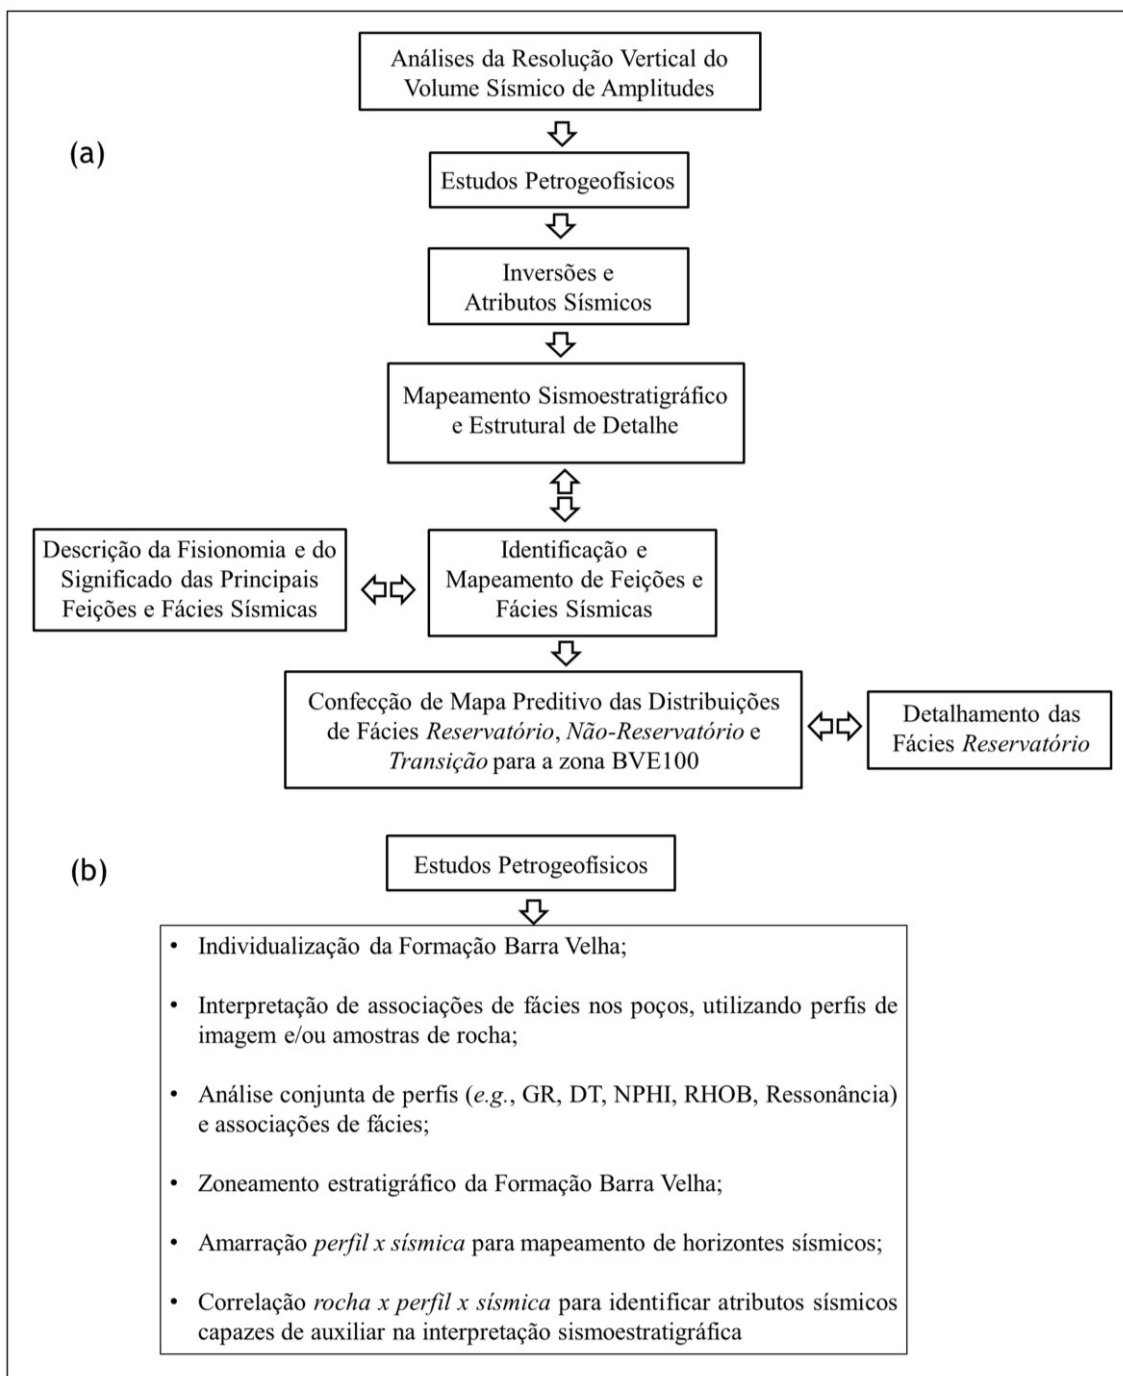 Análises da Resolução Vertical do
Volume Sísmico de Amplitudes
(a)
Estudos Petrogeofísicos
Inversões e
Atributos Sísmicos
Mapeamento Sismoestratigráfico
e Estrutural de Detalhe
Descrição da Fisionomia e do
Significado das Principais
Feições e Fácies Sísmicas
Identificação e
Mapeamento de Feições e
Fácies Sísmicas
Confecção de Mapa Preditivo das Distribuições
de Fácies Reservatório, Não-Reservatório e
Transição para a zona BVE100
Detalhamento das
Fácies Reservatório
(b)
Estudos Petrogeofísicos
• Individualização da Formação Barra Velha;
• Interpretação de associações de fácies nos poços, utilizando perfis de
imagem e/ou amostras de rocha;
• Análise conjunta de perfis (e.g., GR, DT, NPHI, RHOB, Ressonância)
e associações de fácies;
• Zoneamento estratigráfico da Formação Barra Velha;
• Amarração perfil x sísmica para mapeamento de horizontes sísmicos;
• Correlação rocha x perfil x sísmica para identificar atributos sísmicos
capazes de auxiliar na interpretação sismoestratigráfica